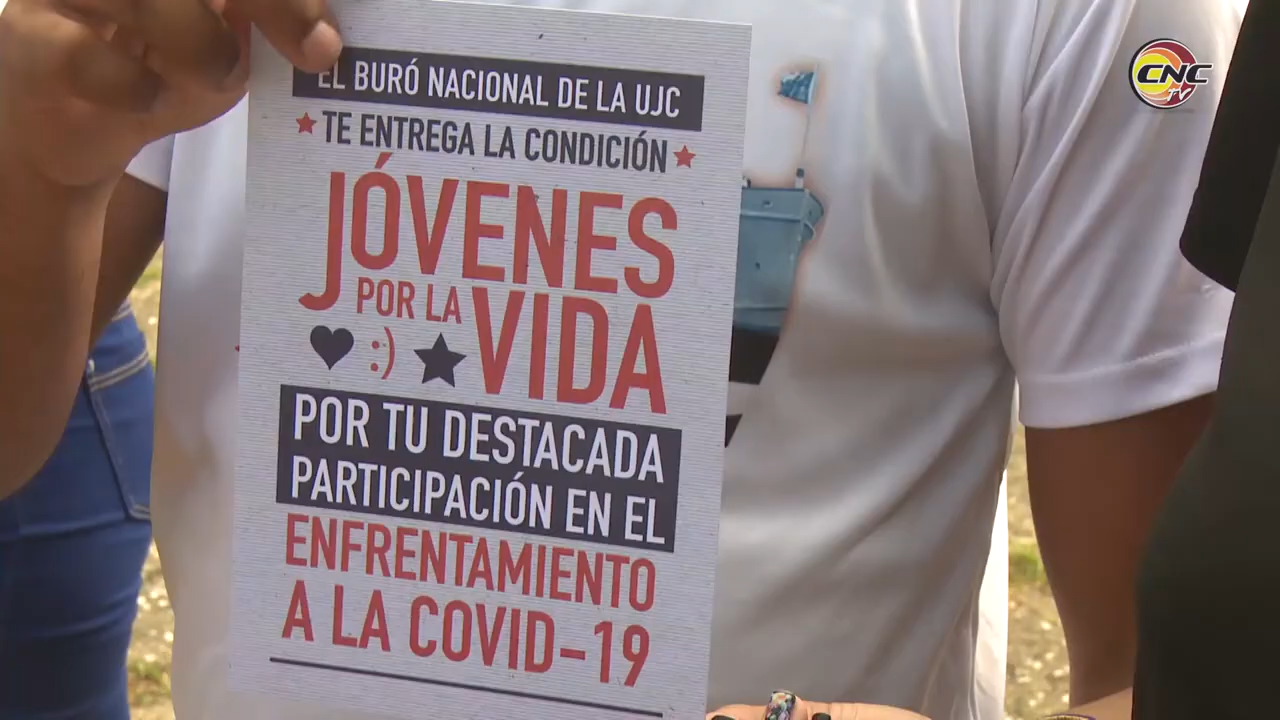 EL BURÓ NACIONAL DE LA UJC
TE ENTREGA LA CONDICIÓN
JÓVENES
POR LA VIDA
:)
POR TU DESTACADA
PARTICIPACIÓN EN EL
ENFRENTAMIENTO
A LA COVID-19
CNC
TV